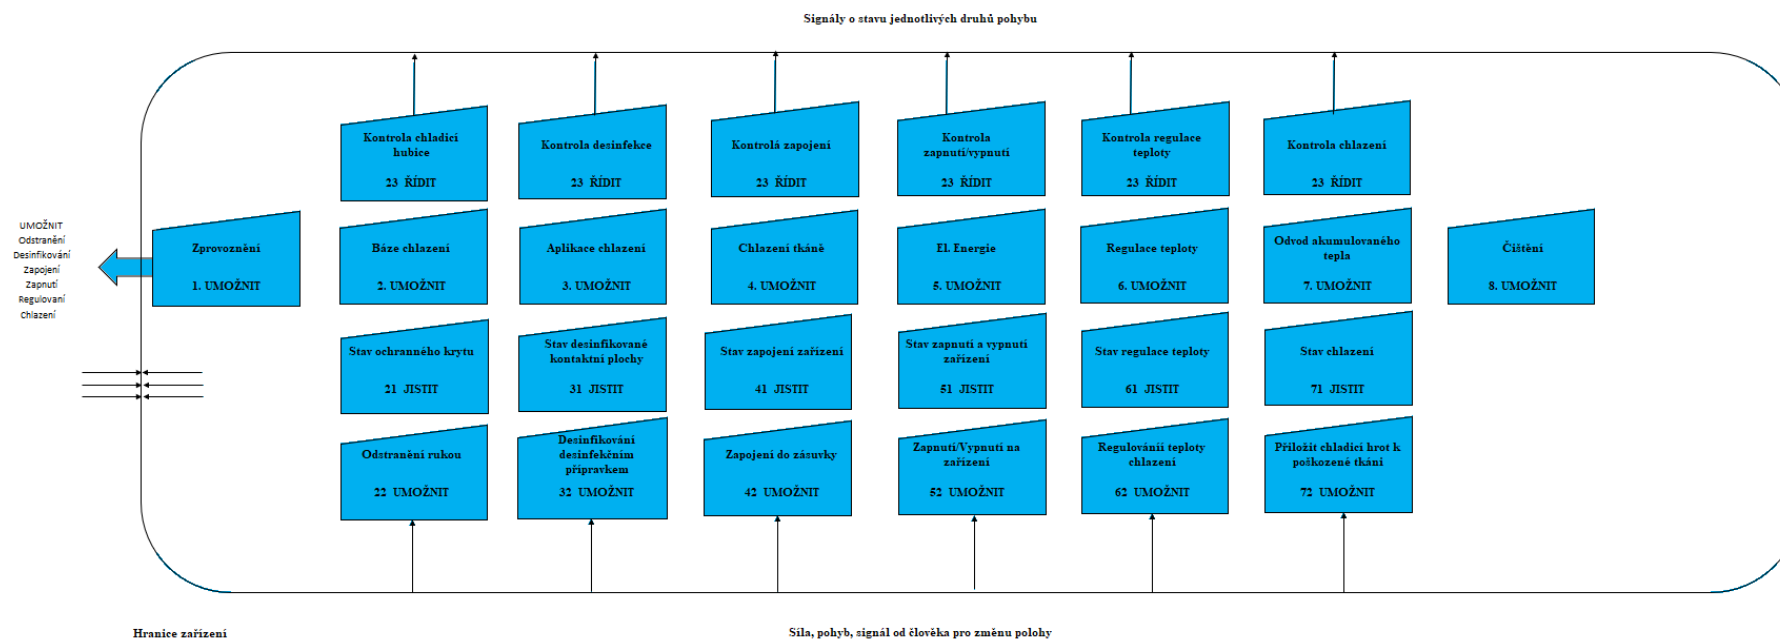 Signály o stavu jednotlivých druhů pohybu
Kontrola chladicí
hubice
23 ŘÍDIT
Kontrola desinfekce
23 ŘÍDIT
Kontrolá zapojení
23 ŘÍDIT
Kontrola
zapnutí/vypnutí
23 ŘÍDIT
Kontrola regulace
teploty
23 ŘÍDIT
Kontrola chlazení
23 ŘÍDIT
UMOŽNIT
Odstranění
Desinfikování
Zapojení
Zapnutí
Regulovaní
Chlazení
Zprovoznění
1. UMOŽNIT
Báze chlazení
2. UMOŽNIT
Aplikace chlazení
3. UMOŽNIT
Chlazení tkáně
4. UMOŽNIT
El. Energie
5. UMOŽNIT
Regulace teploty
6. UMOŽNIT
Odvod akumulovaného
tepla
7. UMOŽNIT
Čištění
8. UMOŽNIT
Stav ochranného krytu
21 JISTIT
Stav desinfikované
kontaktní plochy
31 JISTIT
Stav zapojení zařízení
41 JISTIT
Stav zapnutí a vypnutí
zařízení
51 JISTIT
Stav regulace teploty
61 JISTIT
Stav chlazení
71 JISTIT
Odstranění rukou
22 UMOŽNIT
Desinfikování
desinfekčním
přípravkem
32 UMOŽNIT
Zapojení do zásuvky
42 UMOŽNIT
Zapnutí/Vypnutí na
zařízení
52 UMOŽNIT
Regulováníí teploty
chlazení
62 UMOŽNIT
Přiložit chladicí hrot k
poškozené tkáni
72 UMOŽNIT
Hranice zařízení
Síla, pohyb, signál od člověka pro změnu polohy